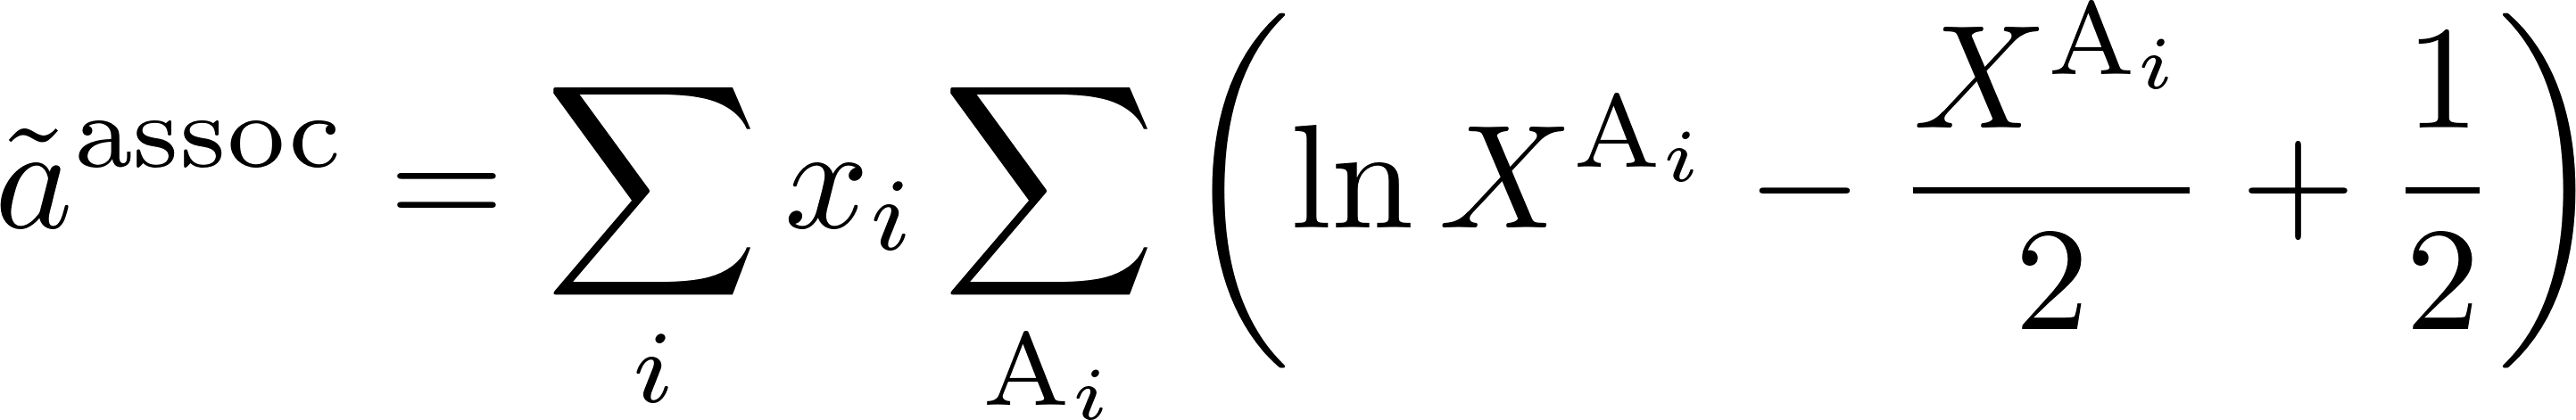 $\tilde{a}^{\mathrm{assoc}} = \sum_{i} x_i \sum_{\mathrm{A}_i} \left( \ln X^{\mathrm{A}_i} - \frac{X^{\mathrm{A}_i}}{2} + \frac{1}{2} \right)$